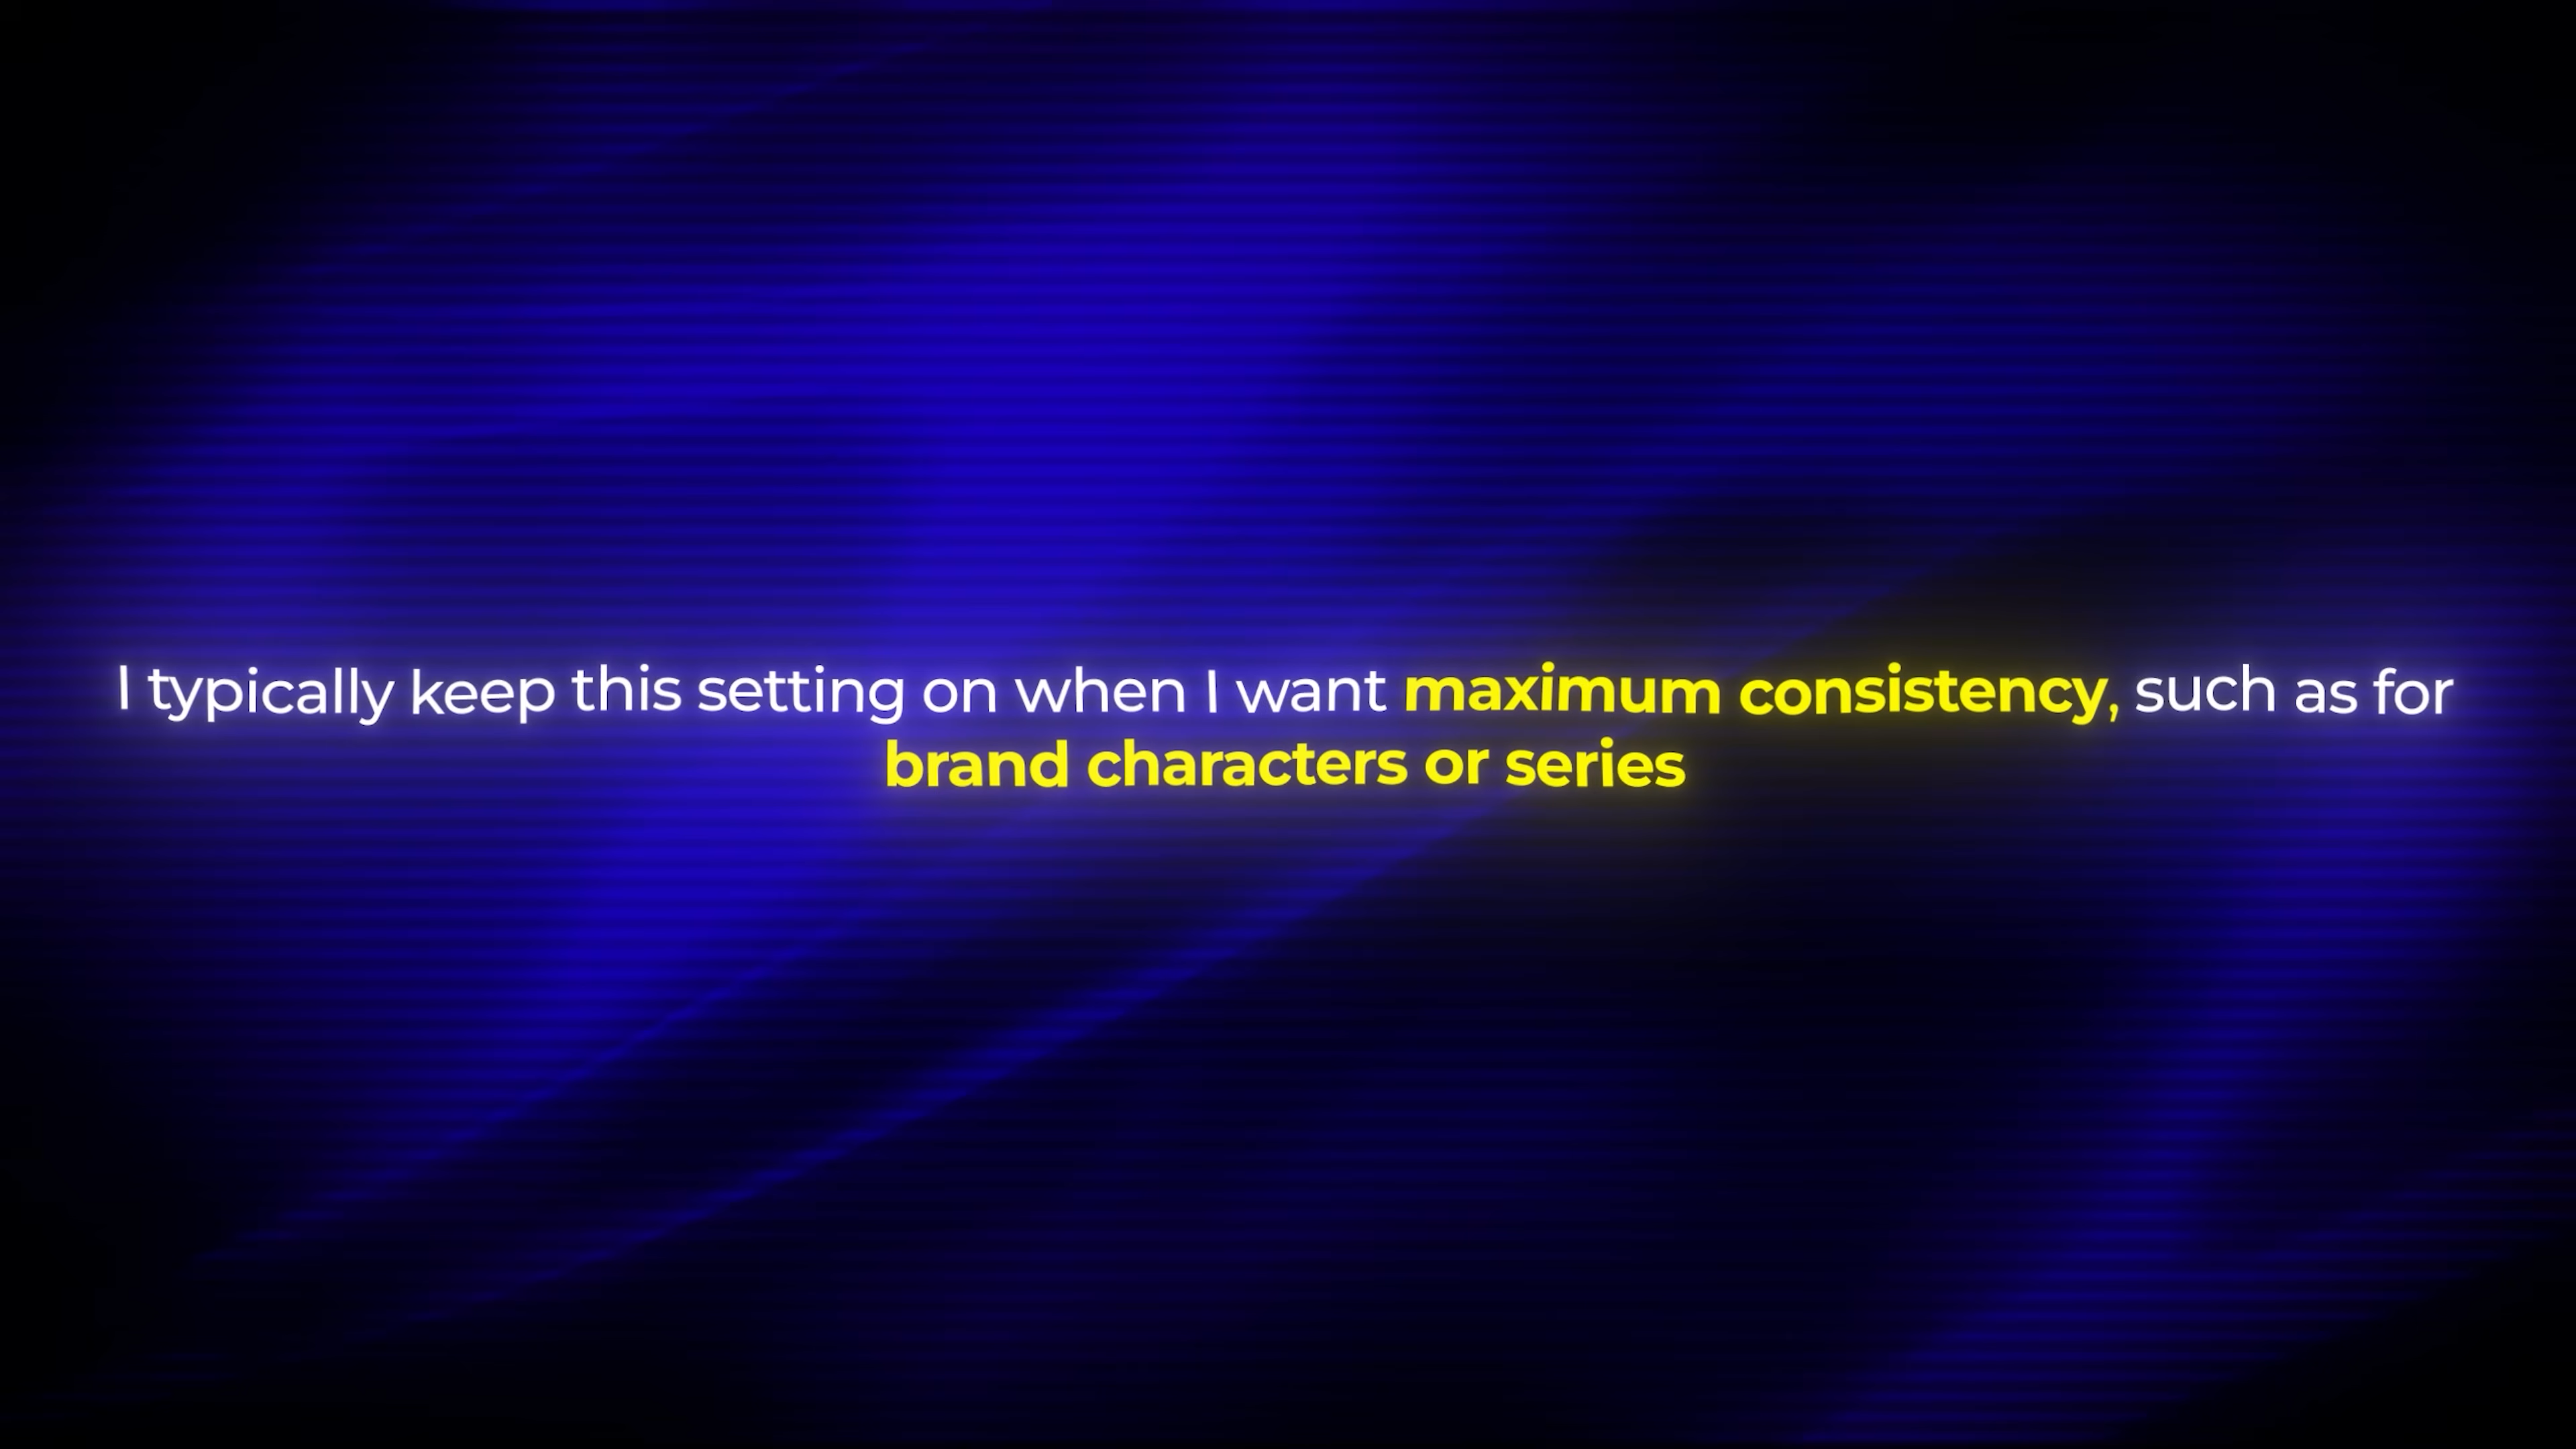 I typically keep this setting on when I want maximum consistency, such as for
brand characters or series